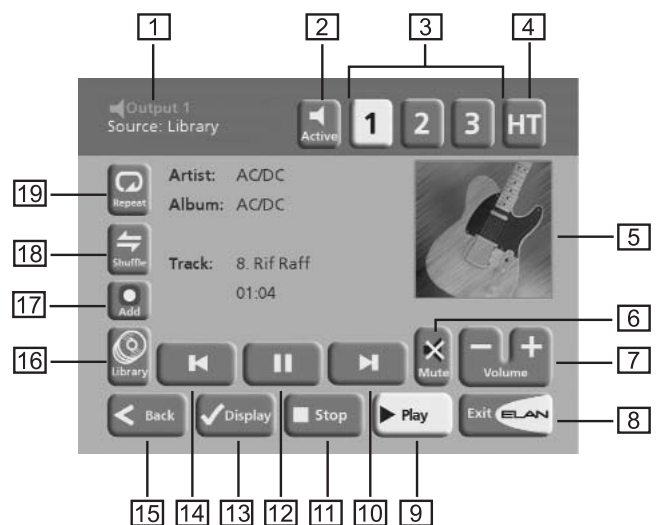 1 2 3 4
Output 1
Source: Library
Active
1 2 3 HT
19
Repeat
Artist: AC/DC
Album: AC/DC
5
18
Shuffle
Track: 8. Rif Raff
01:04
17
Add
6
16
Library
Mute
Volume
7
Back
Display
Stop
Play
Exit ELAN
8
15 14 13 12 11 10 9